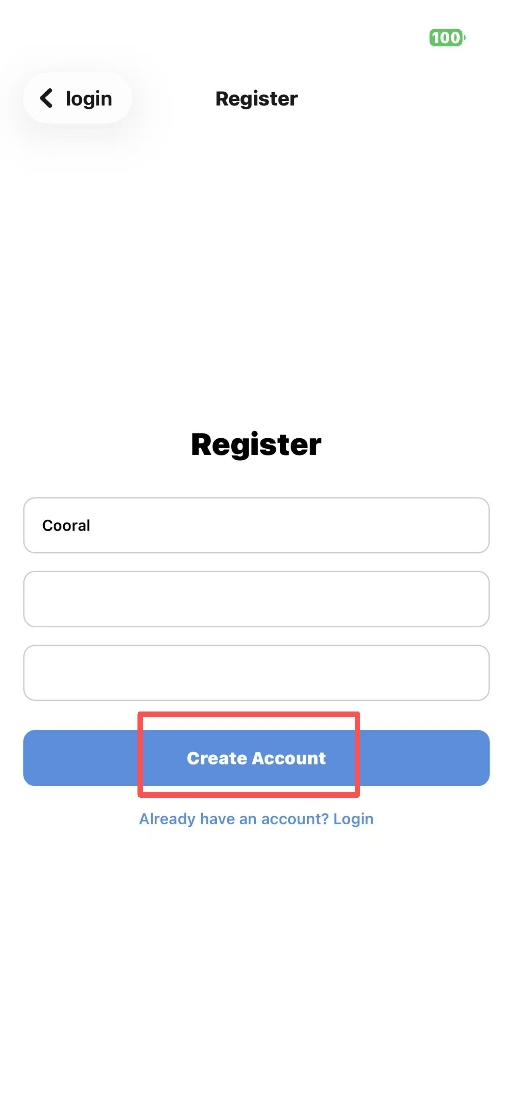 100
login
Register
Register
Cooral
Create Account
Already have an account? Login